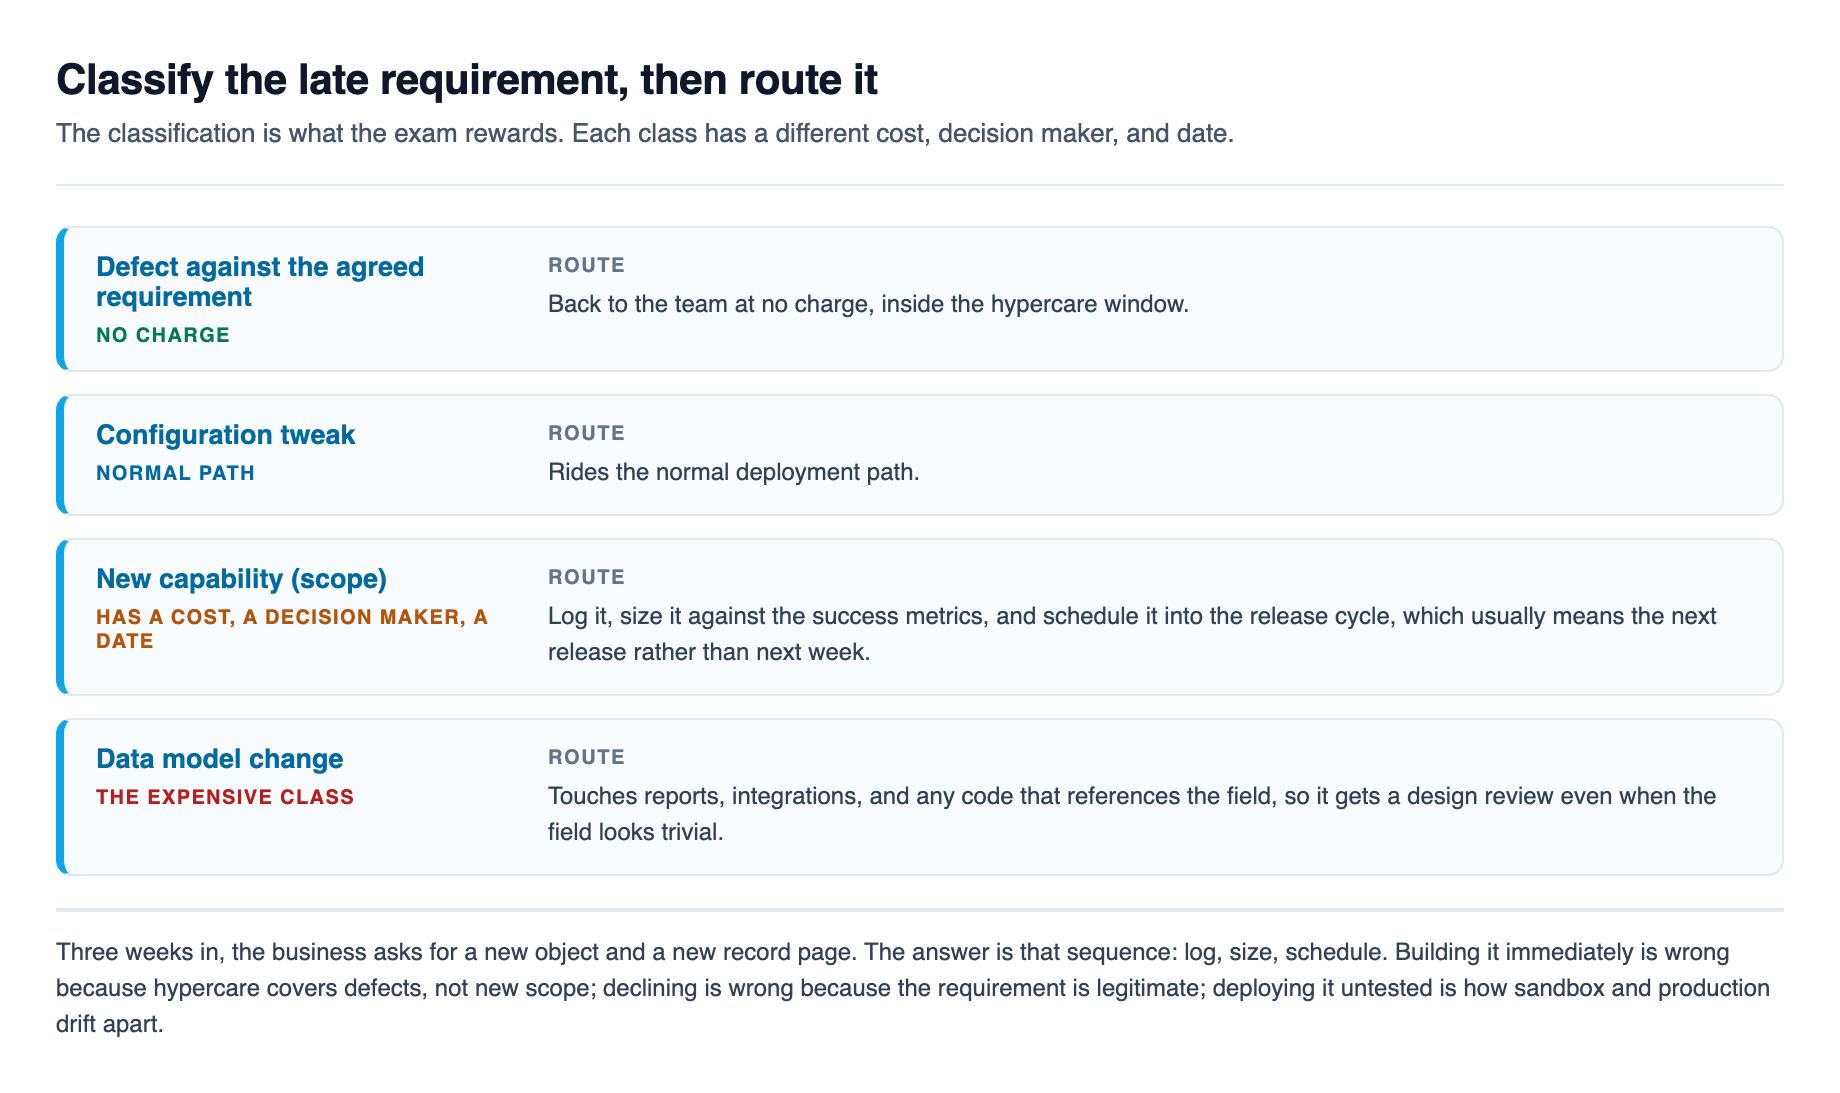 Classify the late requirement, then route it
The classification is what the exam rewards. Each class has a different cost, decision maker, and date.
Defect against the agreed
requirement
NO CHARGE
ROUTE
Back to the team at no charge, inside the hypercare window.
Configuration tweak
NORMAL PATH
ROUTE
Rides the normal deployment path.
New capability (scope)
HAS A COST, A DECISION MAKER, A
DATE
ROUTE
Log it, size it against the success metrics, and schedule it into the release cycle, which usually means the next
release rather than next week.
Data model change
THE EXPENSIVE CLASS
ROUTE
Touches reports, integrations, and any code that references the field, so it gets a design review even when the
field looks trivial.
Three weeks in, the business asks for a new object and a new record page. The answer is that sequence: log, size, schedule. Building it immediately is wrong
because hypercare covers defects, not new scope; declining is wrong because the requirement is legitimate; deploying it untested is how sandbox and production
drift apart.